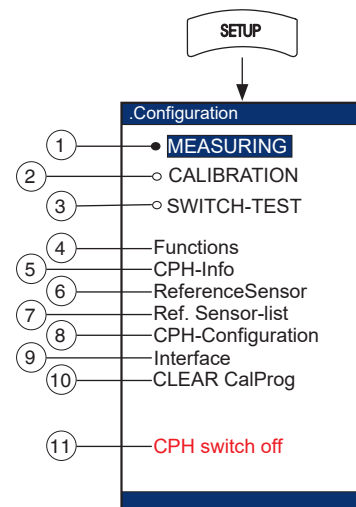 SETUP
.Configuration
1 MEASURING
2 CALIBRATION
3 SWITCH-TEST
4 Functions
5 CPH-Info
6 ReferenceSensor
7 Ref. Sensor-list
8 CPH-Configuration
9 Interface
10 CLEAR CalProg
11 CPH switch off